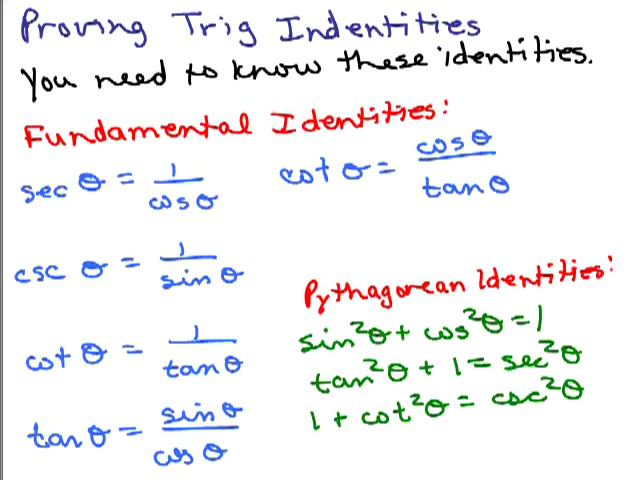 Proving Trig Indentities
You need to know these identities.
Fundamental Identities:
sec θ = 1/cos θ
cot θ = cos θ/tan θ
csc θ = 1/sin θ
cot θ = 1/tan θ
tan θ = sin θ/cos θ
Pythagorean Identities:
sin²θ + cos²θ = 1
tan²θ + 1 = sec²θ
1 + cot²θ = csc²θ